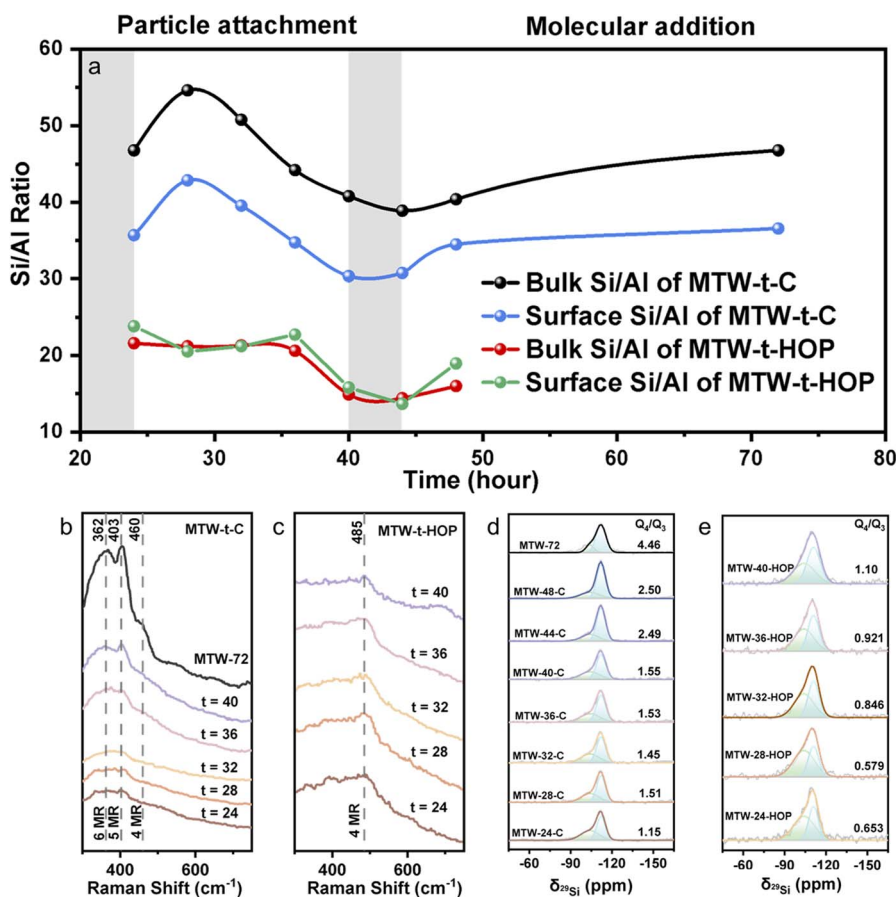 Particle attachment
Molecular addition
a
60
50
40
30
20
10
Si/Al Ratio
Bulk Si/Al of MTW-t-C
Surface Si/Al of MTW-t-C
Bulk Si/Al of MTW-t-HOP
Surface Si/Al of MTW-t-HOP
20 30 40 50 60 70 80
Time (hour)
b
362
403
460
MTW-t-C
MTW-72
t = 40
t = 36
t = 32
t = 28
t = 24
6 MR
5 MR
4 MR
400 600
Raman Shift (cm⁻¹)
c
485
MTW-t-HOP
t = 40
t = 36
t = 32
t = 28
t = 24
4 MR
400 600
Raman Shift (cm⁻¹)
d
Q₄/Q₃
MTW-72 4.46
MTW-48-C 2.50
MTW-44-C 2.49
MTW-40-C 1.55
MTW-36-C 1.53
MTW-32-C 1.45
MTW-28-C 1.51
MTW-24-C 1.15
-60 -90 -120 -150
δ²⁹Si (ppm)
e
Q₄/Q₃
MTW-40-HOP 1.10
MTW-36-HOP 0.921
MTW-32-HOP 0.846
MTW-28-HOP 0.579
MTW-24-HOP 0.653
-60 -90 -120 -150
δ²⁹Si (ppm)